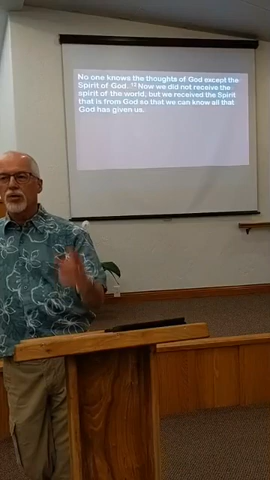 No one knows the thoughts of God except the
Spirit of God. ¹² Now we did not receive the
spirit of the world, but we received the Spirit
that is from God so that we can know all that
God has given us.